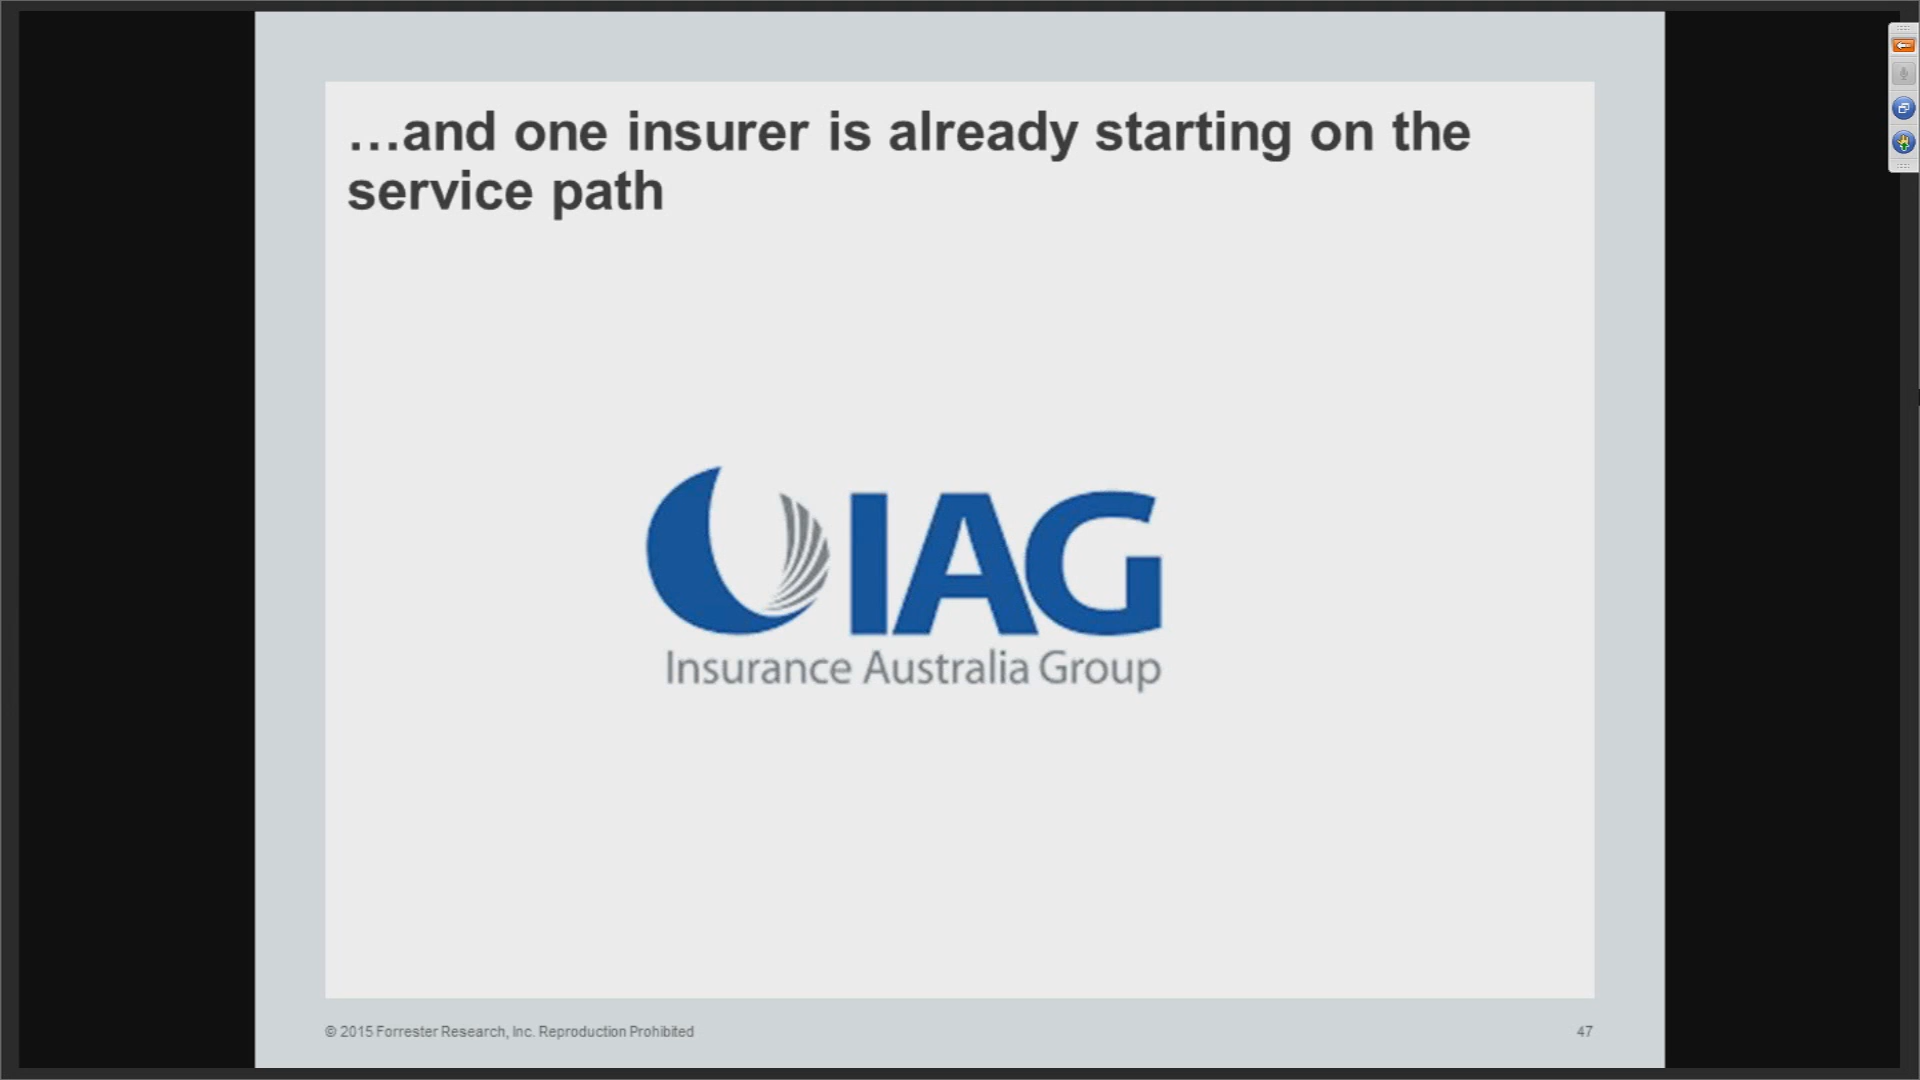 …and one insurer is already starting on the
service path
IAG
Insurance Australia Group
© 2015 Forrester Research, Inc. Reproduction Prohibited
47